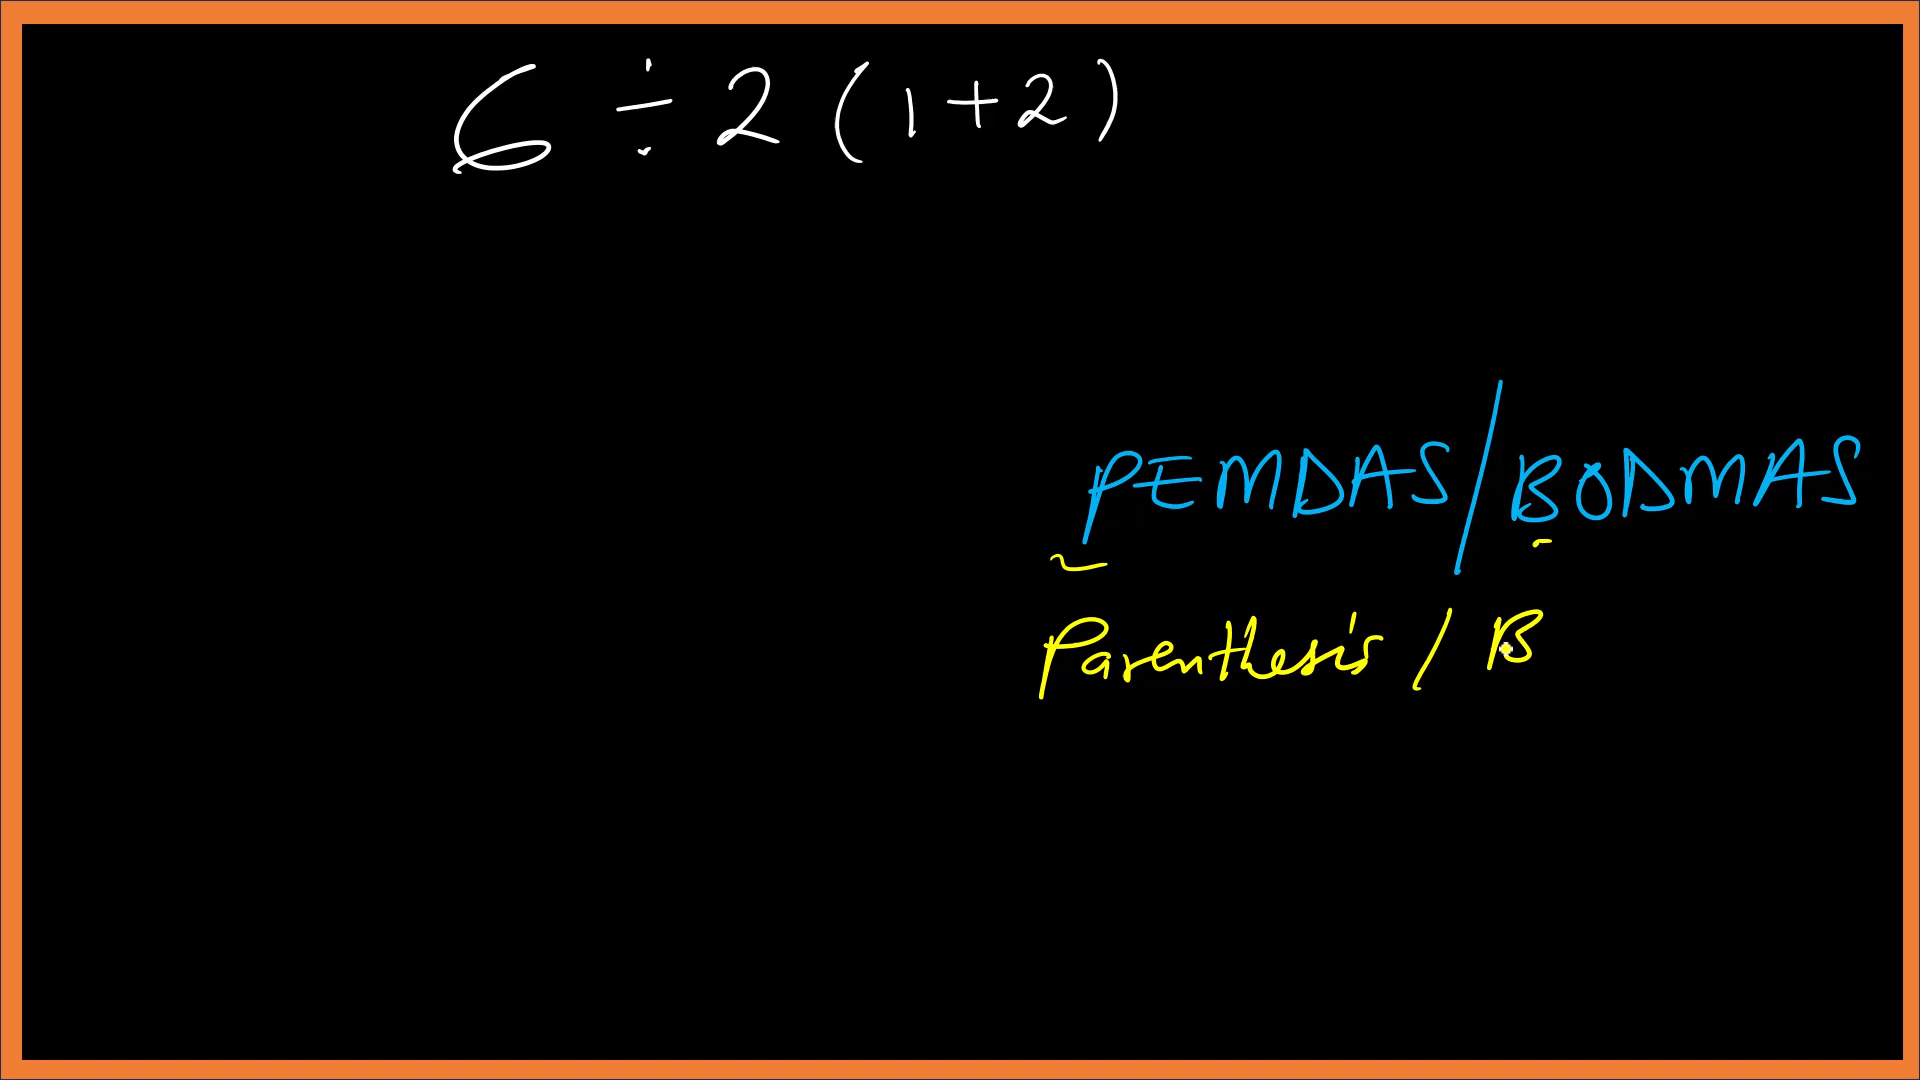 6 ÷ 2 (1+2)
PEMDAS/BODMAS
Parenthesis / B